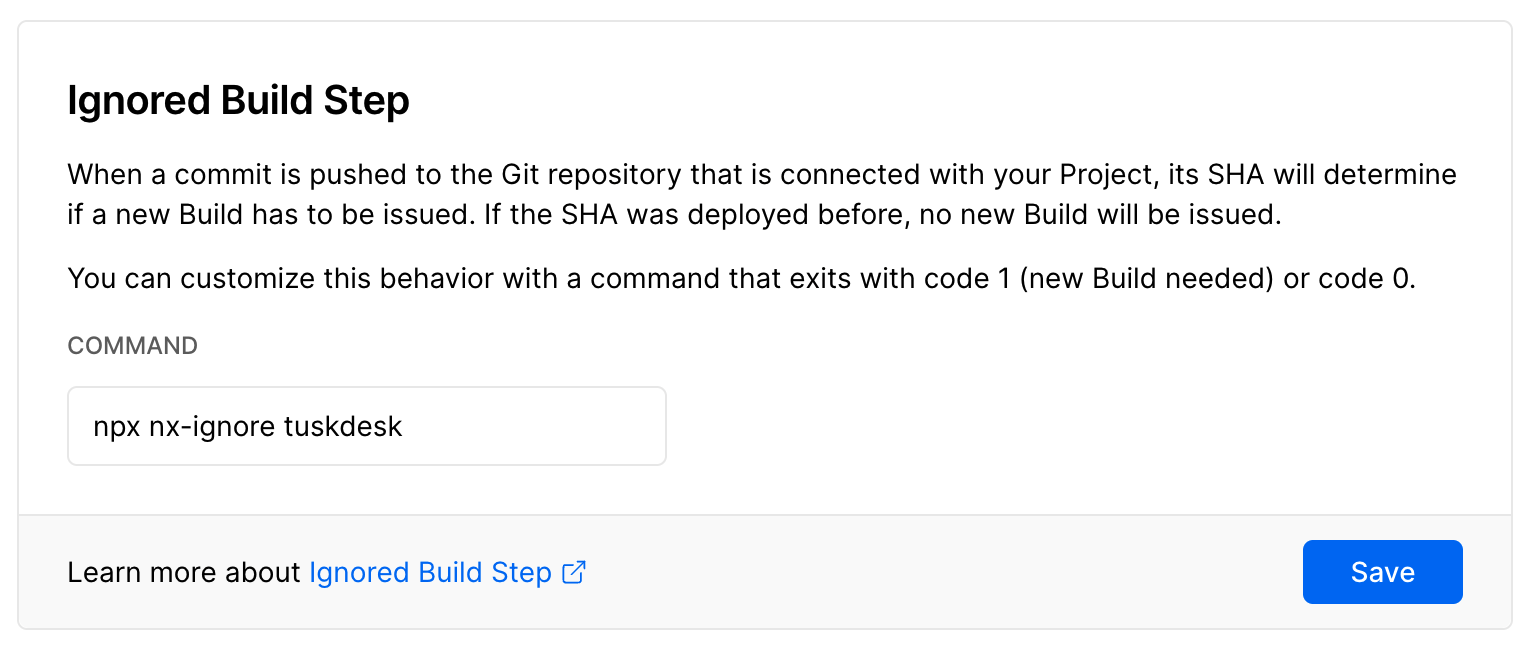 Ignored Build Step
When a commit is pushed to the Git repository that is connected with your Project, its SHA will determine
if a new Build has to be issued. If the SHA was deployed before, no new Build will be issued.
You can customize this behavior with a command that exits with code 1 (new Build needed) or code 0.
COMMAND
npx nx-ignore tuskdesk
Learn more about Ignored Build Step
Save